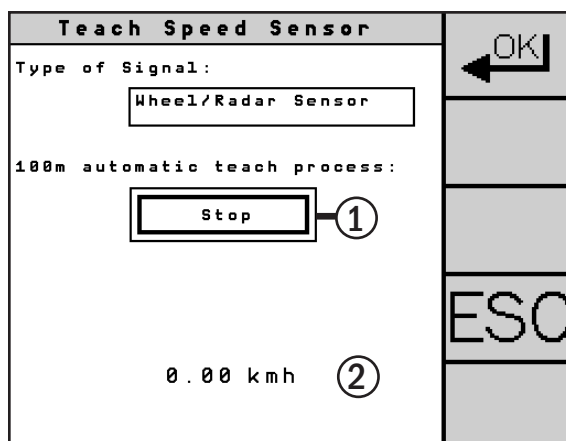 Teach Speed Sensor
OK
Type of Signal:
Wheel/Radar Sensor
100m automatic teach process:
Stop
1
ESC
0.00 kmh
2